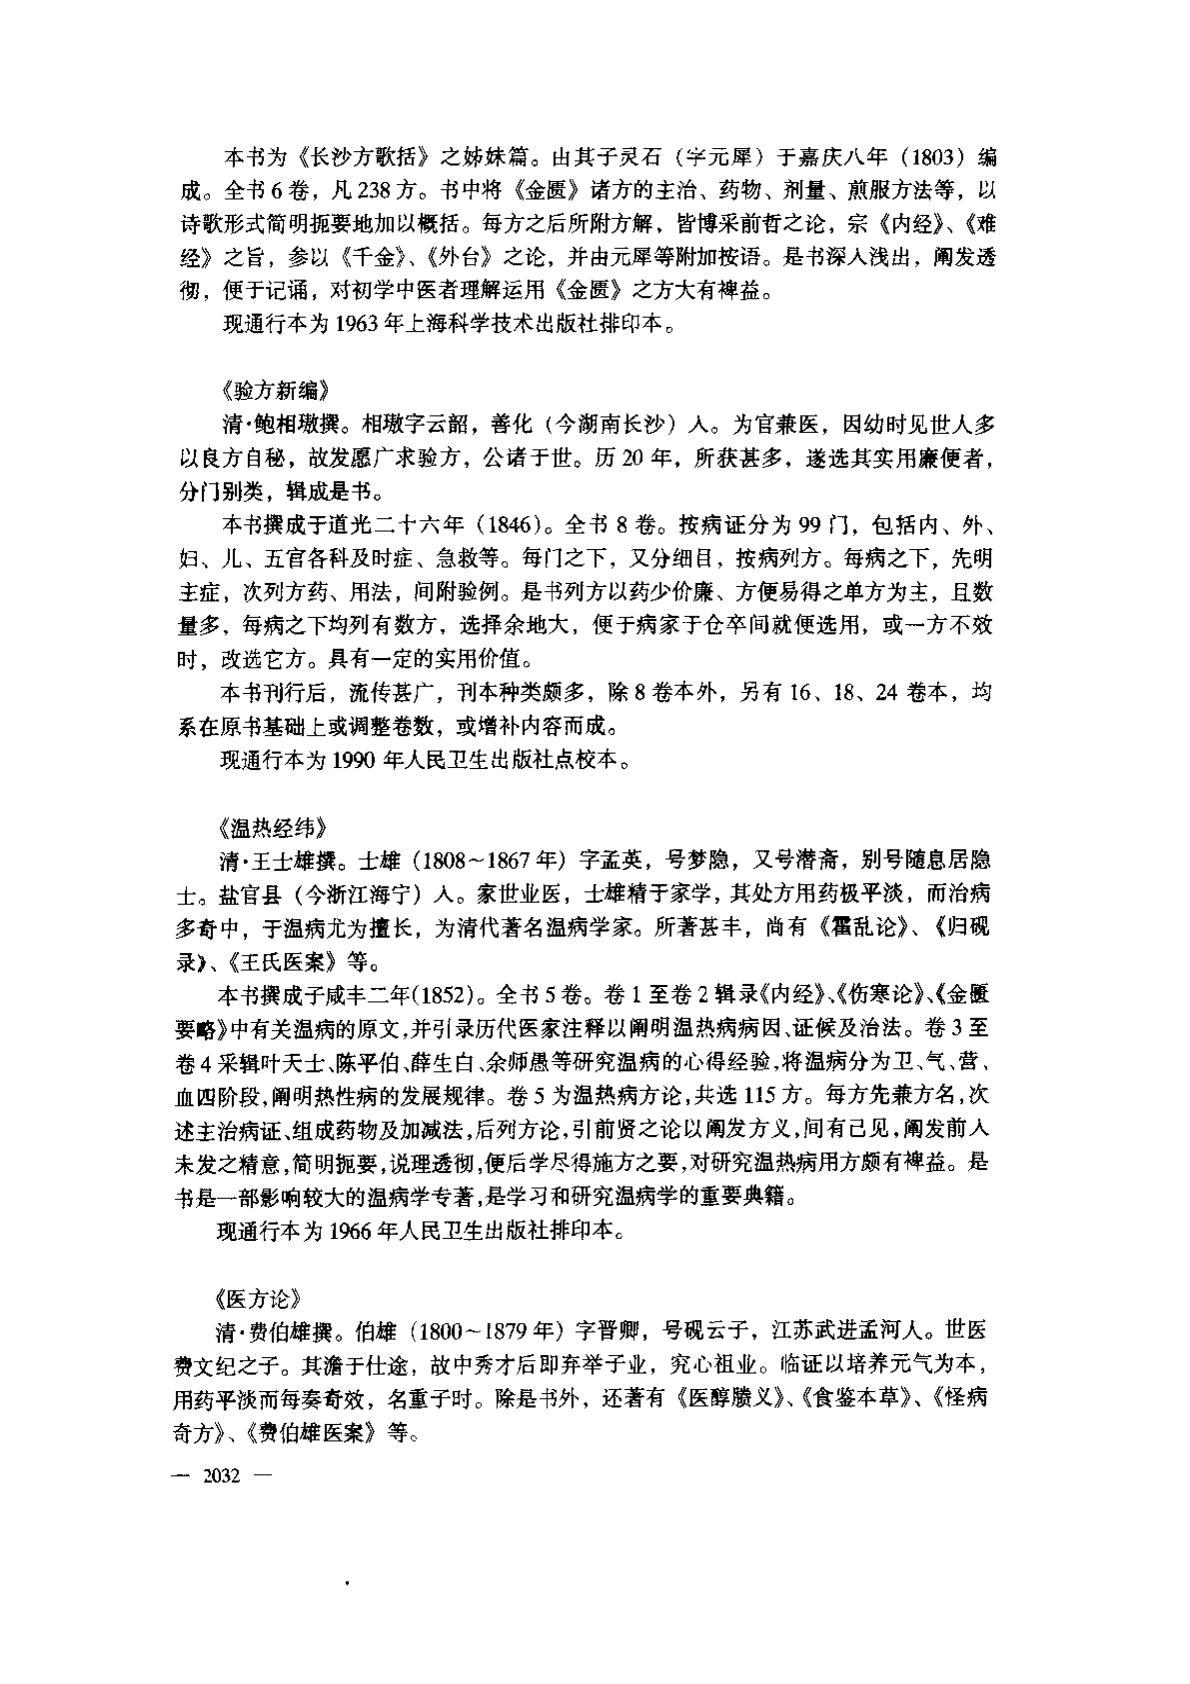 本书为《长沙方歌括》之姊妹篇。由其子灵石（字元犀）于嘉庆八年（1803）编
成。全书6卷，凡238方。书中将《金匮》诸方的主治、药物、剂量、煎服方法等，以
诗歌形式简明扼要地加以概括。每方之后所附方解，皆博采前哲之论，宗《内经》、《难
经》之旨，参以《千金》、《外台》之论，并由元犀等附加按语。是书深入浅出，阐发透
彻，便于记诵，对初学中医者理解运用《金匮》之方大有裨益。
现通行本为1963年上海科学技术出版社排印本。
《验方新编》
清·鲍相璈撰。相璈字云韶，善化（今湖南长沙）人。为官兼医，因幼时见世人多
以良方自秘，故发愿广求验方，公诸于世。历20年，所获甚多，遂选其实用廉便者，
分门别类，辑成是书。
本书撰成于道光二十六年（1846）。全书8卷。按病证分为99门，包括内、外、
妇、儿、五官各科及时症、急救等。每门之下，又分细目，按病列方。每病之下，先明
主症，次列方药、用法，间附验例。是书列方以药少价廉、方便易得之单方为主，且数
量多，每病之下均列有数方，选择余地大，便于病家于仓卒间就便选用，或一方不效
时，改选它方。具有一定的实用价值。
本书刊行后，流传甚广，刊本种类颇多，除8卷本外，另有16、18、24卷本，均
系在原书基础上或调整卷数，或增补内容而成。
现通行本为1990年人民卫生出版社点校本。
《温热经纬》
清·王士雄撰。士雄（1808～1867年）字孟英，号梦隐，又号潜斋，别号随息居隐
士。盐官县（今浙江海宁）人。家世业医，士雄精于家学，其处方用药极平淡，而治病
多奇中，于温病尤为擅长，为清代著名温病学家。所著甚丰，尚有《霍乱论》、《归砚
录》、《王氏医案》等。
本书撰成子咸丰二年(1852)。全书5卷。卷1至卷2辑录《内经》、《伤寒论》、《金匮
要略》中有关温病的原文,并引录历代医家注释以阐明温热病病因、证候及治法。卷3至
卷4采辑叶天士、陈平伯、薛生白、余师愚等研究温病的心得经验,将温病分为卫、气、营、
血四阶段,阐明热性病的发展规律。卷5为温热病方论,共选115方。每方先兼方名,次
述主治病证、组成药物及加减法,后列方论,引前贤之论以阐发方义,间有己见,阐发前人
未发之精意,简明扼要,说理透彻,便后学尽得施方之要,对研究温热病用方颇有裨益。是
书是一部影响较大的温病学专著,是学习和研究温病学的重要典籍。
现通行本为1966年人民卫生出版社排印本。
《医方论》
清·费伯雄撰。伯雄（1800～1879年）字晋卿，号砚云子，江苏武进孟河人。世医
费文纪之子。其澹于仕途，故中秀才后即弃举子业，究心祖业。临证以培养元气为本，
用药平淡而每奏奇效，名重子时。除是书外，还著有《医醇賸义》、《食鉴本草》、《怪病
奇方》、《费伯雄医案》等。
— 2032 —